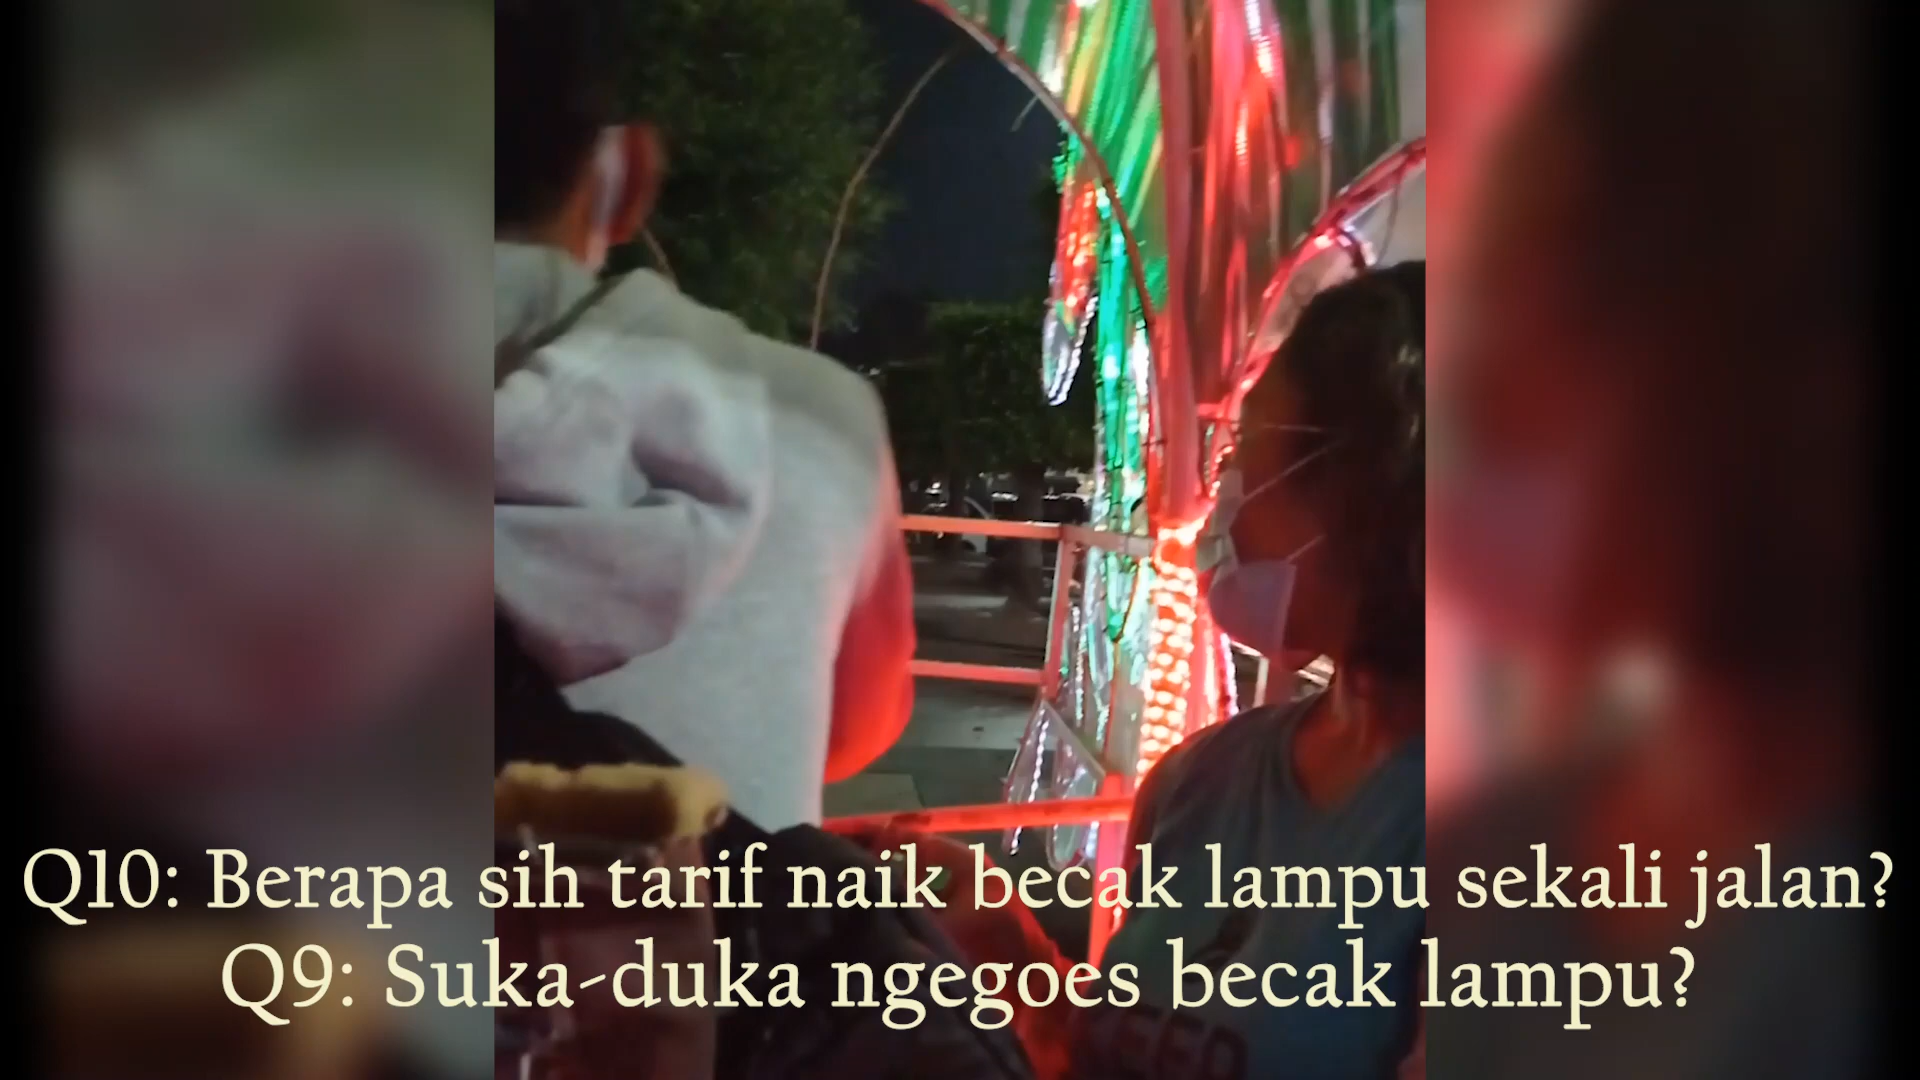 Q10: Berapa sih tarif naik becak lampu sekali jalan?
Q9: Suka-duka ngegoes becak lampu?